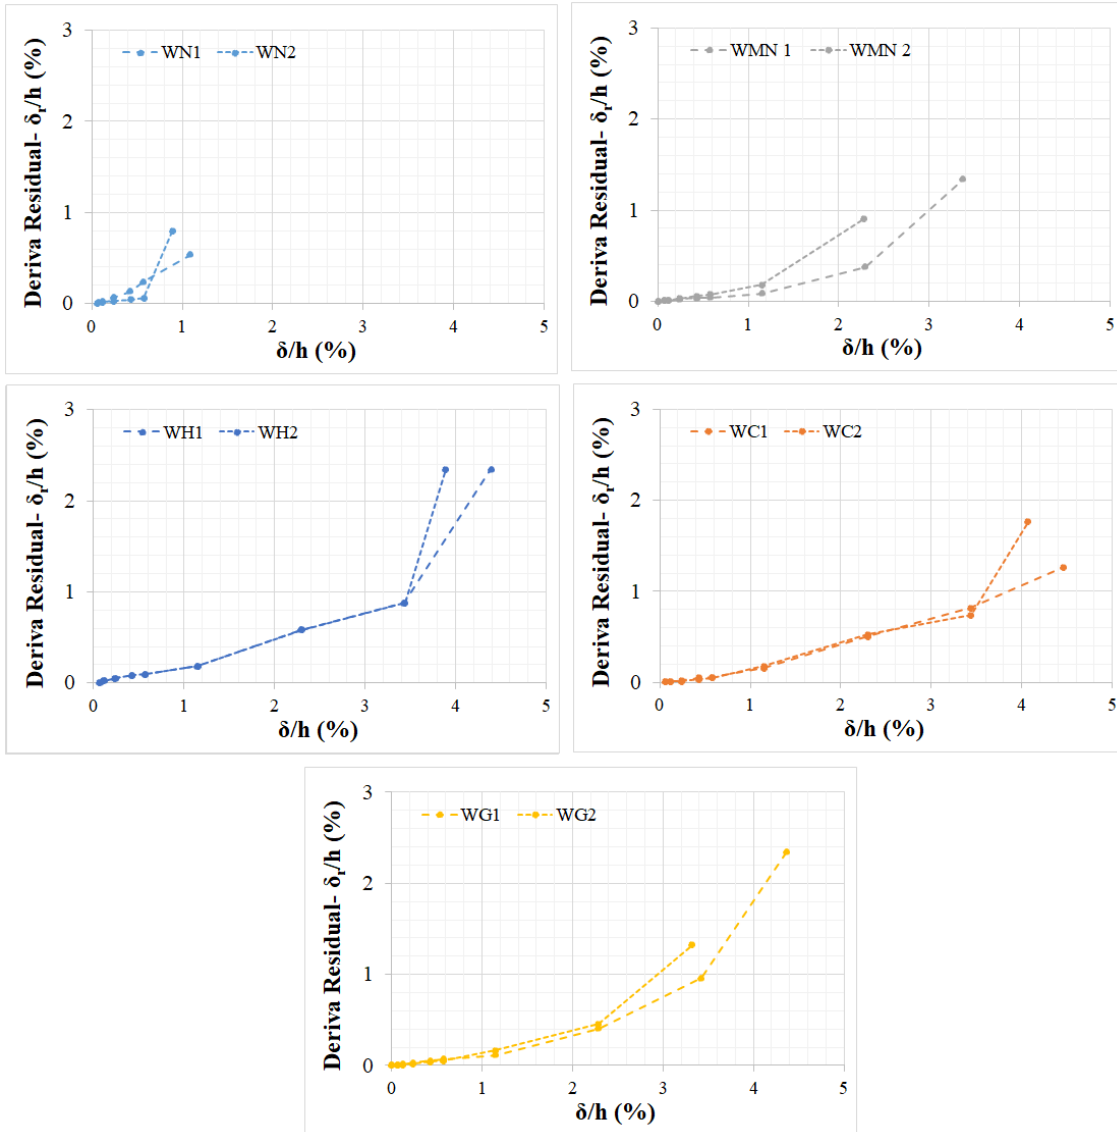 Deriva Residual- δr/h (%)
3
2
1
0
WN1 WN2
0 1 2 3 4 5
δ/h (%)
Deriva Residual- δr/h (%)
3
2
1
0
WMN 1 WMN 2
0 1 2 3 4 5
δ/h (%)
Deriva Residual- δr/h (%)
3
2
1
0
WH1 WH2
0 1 2 3 4 5
δ/h (%)
Deriva Residual- δr/h (%)
3
2
1
0
WC1 WC2
0 1 2 3 4 5
δ/h (%)
Deriva Residual- δr/h (%)
3
2
1
0
WG1 WG2
0 1 2 3 4 5
δ/h (%)